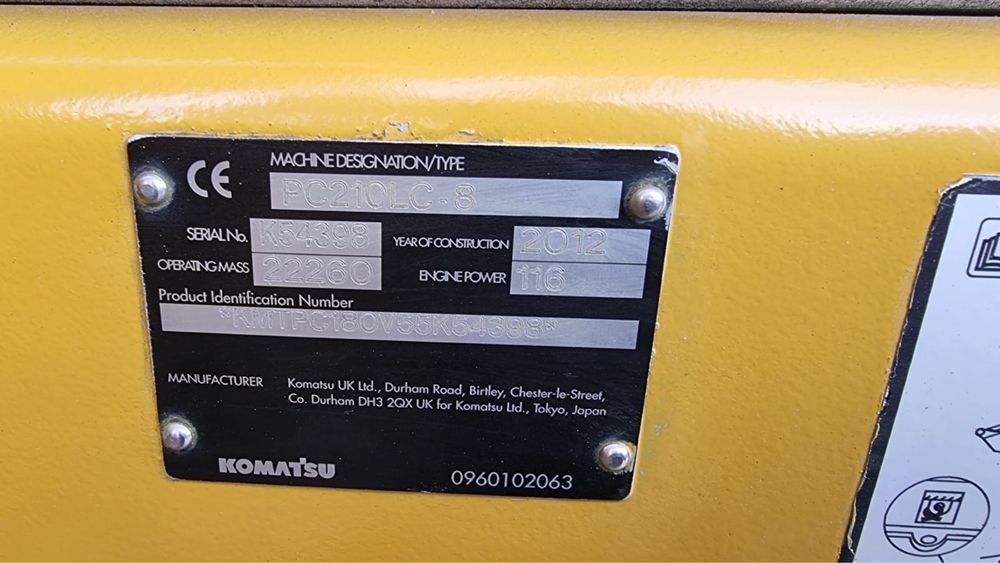 CE
MACHINE DESIGNATION/TYPE
PC210LC-8
SERIAL No. K54398 YEAR OF CONSTRUCTION 2012
OPERATING MASS 22260 ENGINE POWER 116
Product Identification Number
*KMTPC180V55K54398*
MANUFACTURER Komatsu UK Ltd., Durham Road, Birtley, Chester-le-Street,
Co. Durham DH3 2QX UK for Komatsu Ltd., Tokyo, Japan
KOMATSU 0960102063